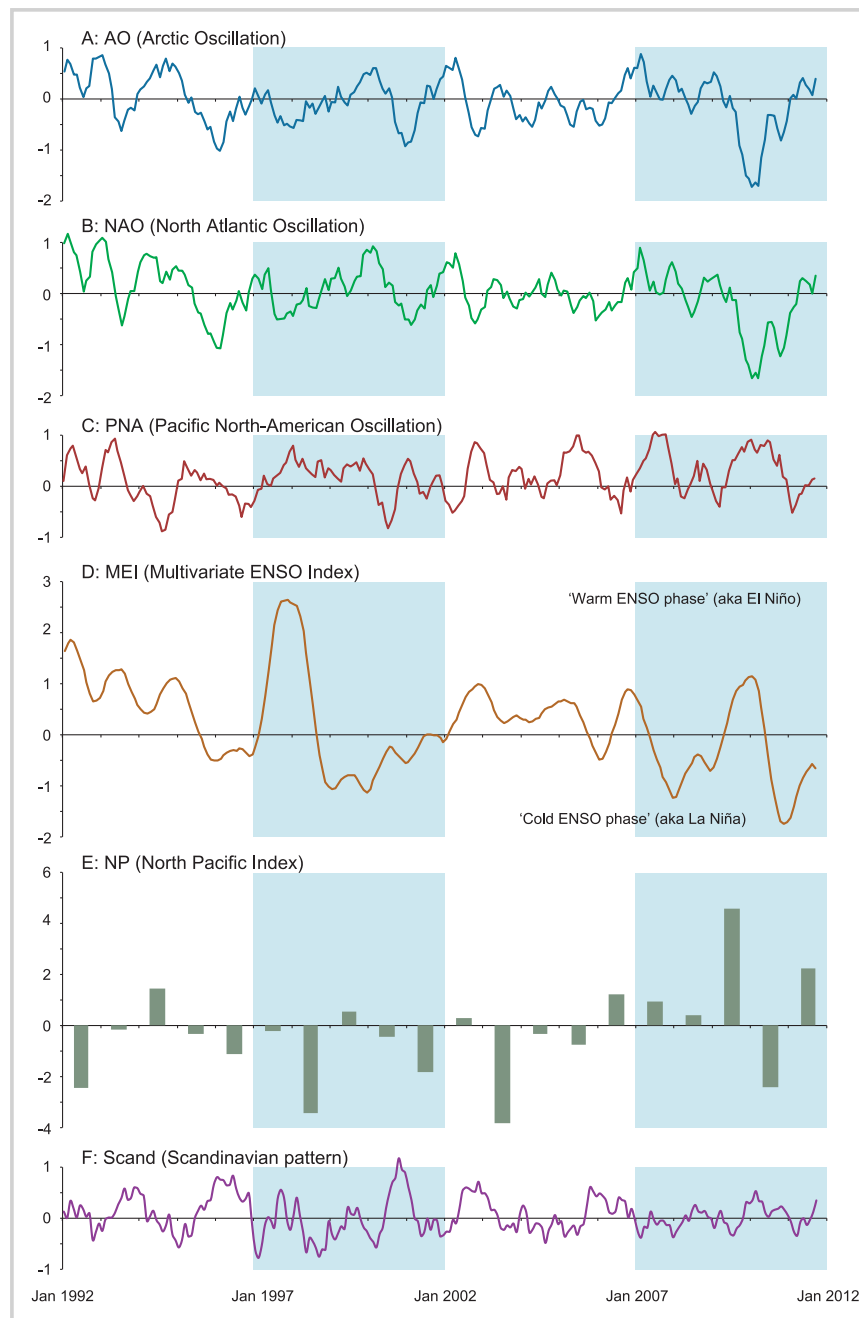 A: AO (Arctic Oscillation)
1
0
-1
-2
B: NAO (North Atlantic Oscillation)
1
0
-1
-2
C: PNA (Pacific North-American Oscillation)
1
0
-1
D: MEI (Multivariate ENSO Index)
3
‘Warm ENSO phase’ (aka El Niño)
2
1
0
-1
‘Cold ENSO phase’ (aka La Niña)
-2
E: NP (North Pacific Index)
6
4
2
0
-2
-4
F: Scand (Scandinavian pattern)
1
0
-1
Jan 1992 Jan 1997 Jan 2002 Jan 2007 Jan 2012